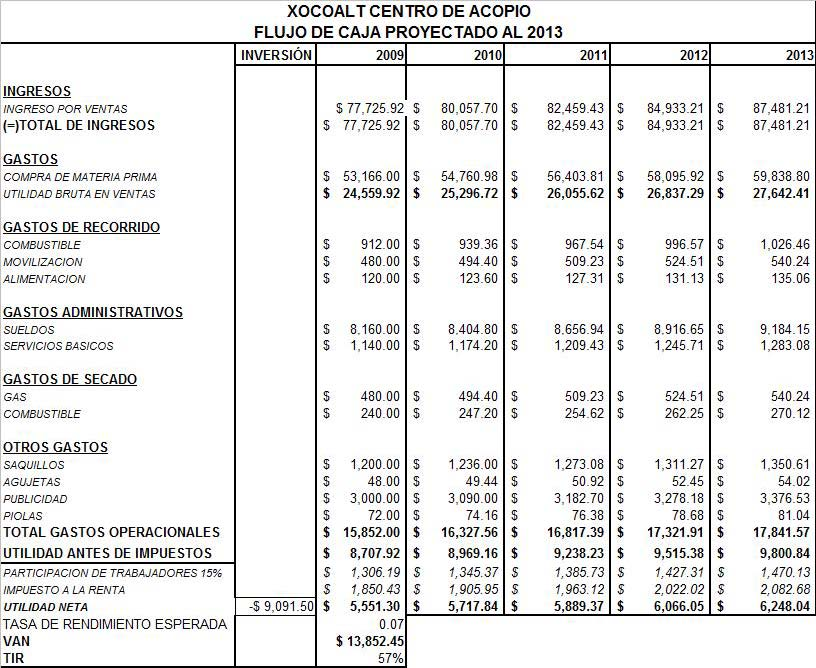 XOCOALT CENTRO DE ACOPIO
FLUJO DE CAJA PROYECTADO AL 2013
INVERSIÓN 2009 2010 2011 2012 2013
INGRESOS
INGRESO POR VENTAS $ 77,725.92 $ 80,057.70 $ 82,459.43 $ 84,933.21 $ 87,481.21
(=)TOTAL DE INGRESOS $ 77,725.92 $ 80,057.70 $ 82,459.43 $ 84,933.21 $ 87,481.21
GASTOS
COMPRA DE MATERIA PRIMA $ 53,166.00 $ 54,760.98 $ 56,403.81 $ 58,095.92 $ 59,838.80
UTILIDAD BRUTA EN VENTAS $ 24,559.92 $ 25,296.72 $ 26,055.62 $ 26,837.29 $ 27,642.41
GASTOS DE RECORRIDO
COMBUSTIBLE $ 912.00 $ 939.36 $ 967.54 $ 996.57 $ 1,026.46
MOVILIZACION $ 480.00 $ 494.40 $ 509.23 $ 524.51 $ 540.24
ALIMENTACION $ 120.00 $ 123.60 $ 127.31 $ 131.13 $ 135.06
GASTOS ADMINISTRATIVOS
SUELDOS $ 8,160.00 $ 8,404.80 $ 8,656.94 $ 8,916.65 $ 9,184.15
SERVICIOS BASICOS $ 1,140.00 $ 1,174.20 $ 1,209.43 $ 1,245.71 $ 1,283.08
GASTOS DE SECADO
GAS $ 480.00 $ 494.40 $ 509.23 $ 524.51 $ 540.24
COMBUSTIBLE $ 240.00 $ 247.20 $ 254.62 $ 262.25 $ 270.12
OTROS GASTOS
SAQUILLOS $ 1,200.00 $ 1,236.00 $ 1,273.08 $ 1,311.27 $ 1,350.61
AGUJETAS $ 48.00 $ 49.44 $ 50.92 $ 52.45 $ 54.02
PUBLICIDAD $ 3,000.00 $ 3,090.00 $ 3,182.70 $ 3,278.18 $ 3,376.53
PIOLAS $ 72.00 $ 74.16 $ 76.38 $ 78.68 $ 81.04
TOTAL GASTOS OPERACIONALES $ 15,852.00 $ 16,327.56 $ 16,817.39 $ 17,321.91 $ 17,841.57
UTILIDAD ANTES DE IMPUESTOS $ 8,707.92 $ 8,969.16 $ 9,238.23 $ 9,515.38 $ 9,800.84
PARTICIPACION DE TRABAJADORES 15% $ 1,306.19 $ 1,345.37 $ 1,385.73 $ 1,427.31 $ 1,470.13
IMPUESTO A LA RENTA $ 1,850.43 $ 1,905.95 $ 1,963.12 $ 2,022.02 $ 2,082.68
UTILIDAD NETA -$ 9,091.50 $ 5,551.30 $ 5,717.84 $ 5,889.37 $ 6,066.05 $ 6,248.04
TASA DE RENDIMIENTO ESPERADA 0.07
VAN $ 13,852.45
TIR 57%